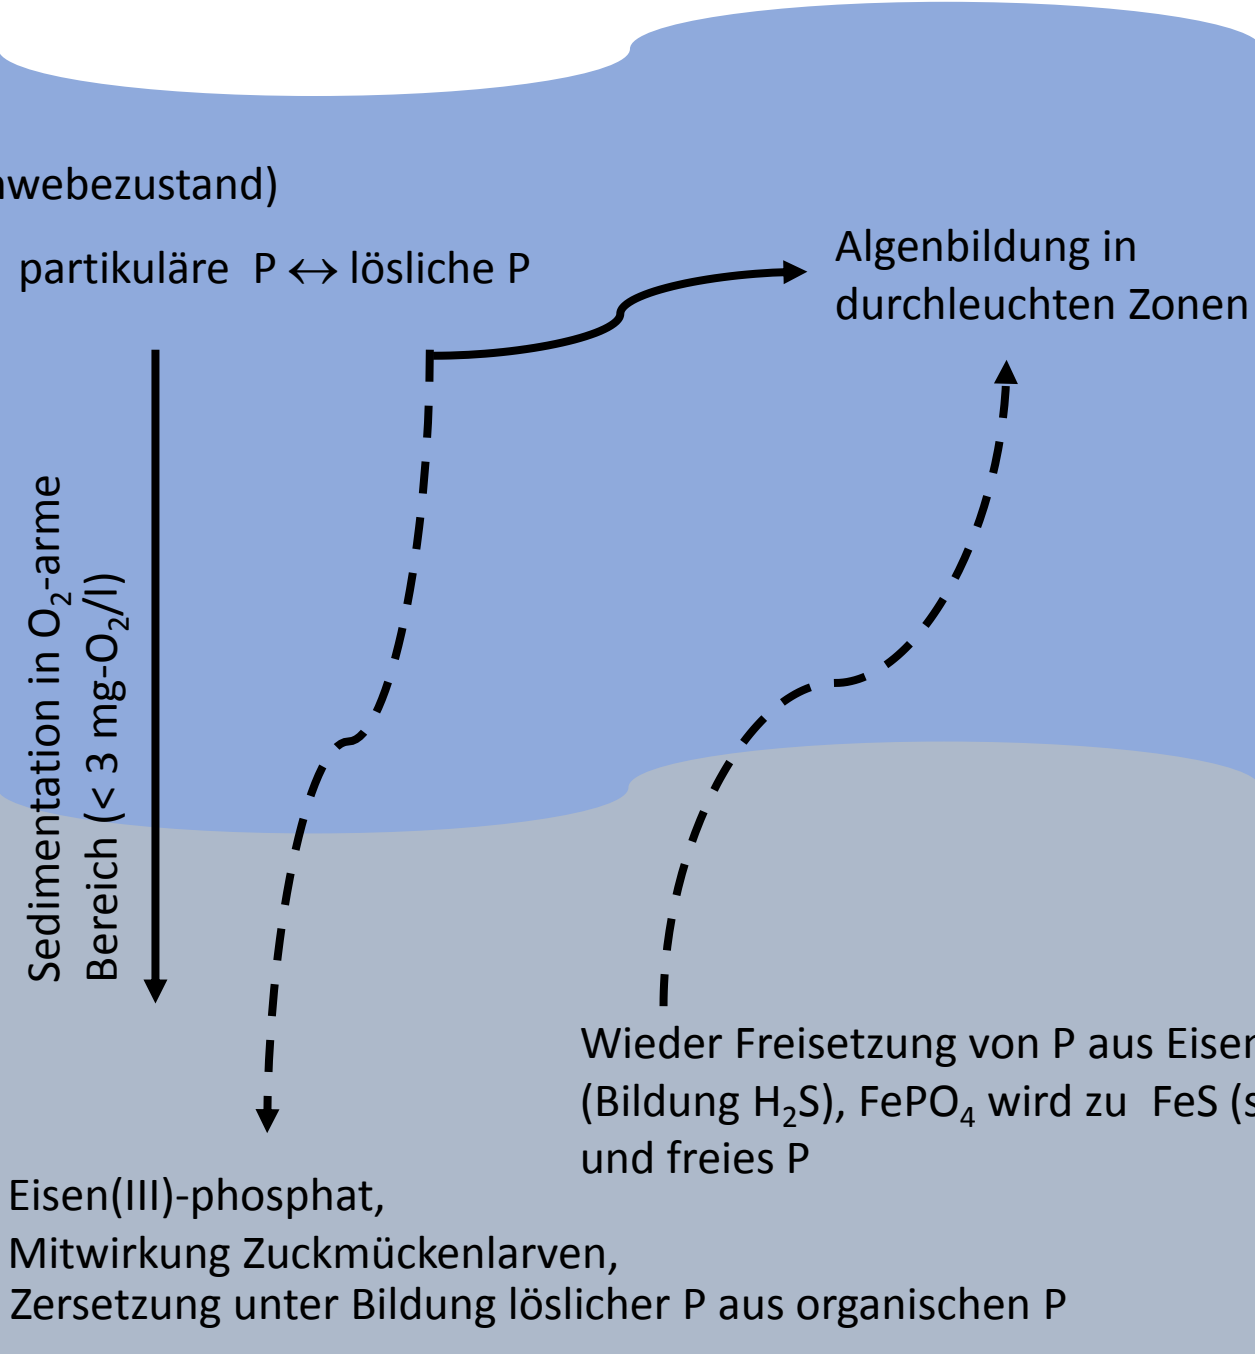 hwebezustand)
partikuläre P ↔ lösliche P
Algenbildung in
durchleuchten Zonen
Sedimentation in O₂-arme
Bereich (< 3 mg-O₂/l)
Wieder Freisetzung von P aus Eisen
(Bildung H₂S), FePO₄ wird zu FeS (s
und freies P
Eisen(III)-phosphat,
Mitwirkung Zuckmückenlarven,
Zersetzung unter Bildung löslicher P aus organischen P